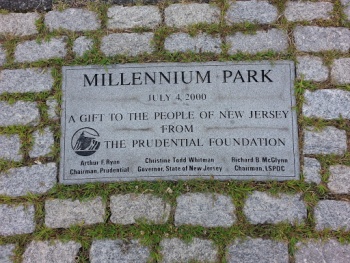 MILLENNIUM PARK
JULY 4, 2000
A GIFT TO THE PEOPLE OF NEW JERSEY
FROM
THE PRUDENTIAL FOUNDATION
Arthur F. Ryan Christine Todd Whitman Richard B. McGlynn
Chairman, Prudential Governor, State of New Jersey Chairman, LSPDC